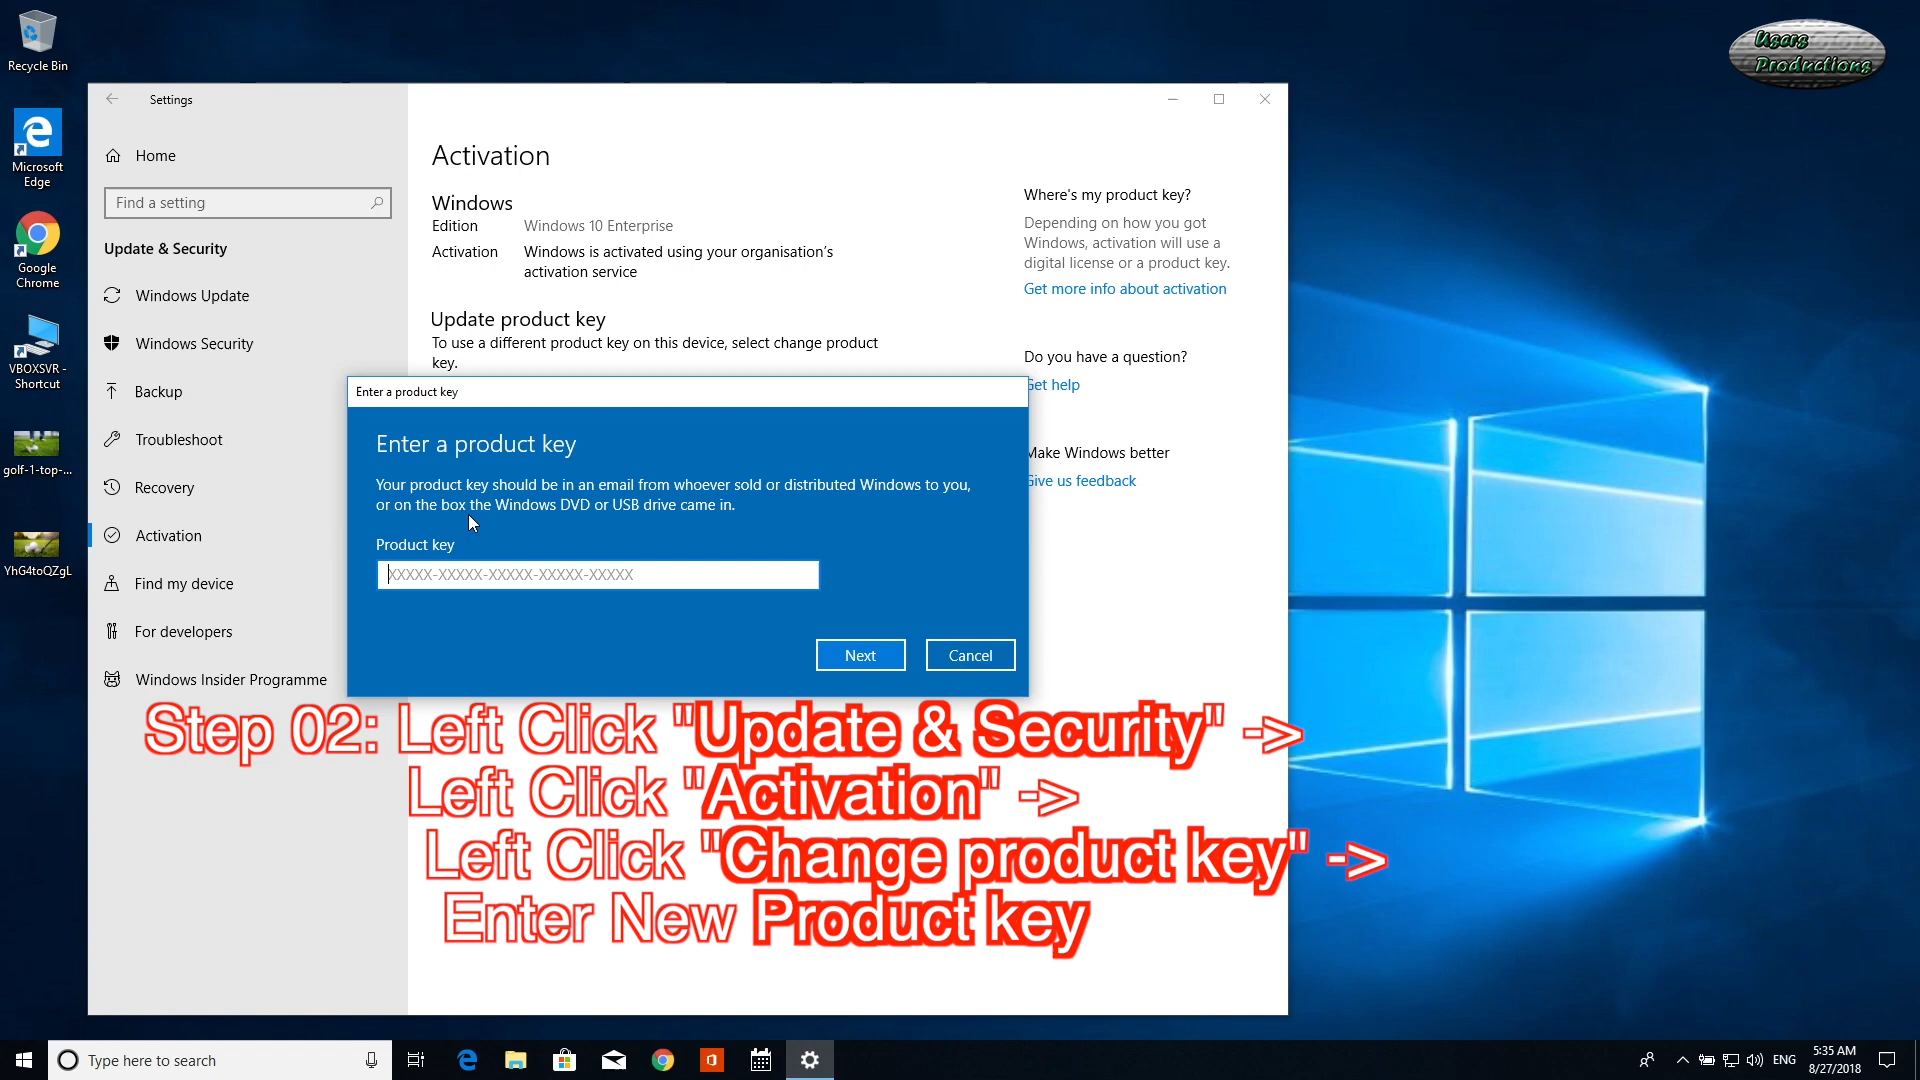 Recycle Bin
Users
Productions
Microsoft
Edge
Google
Chrome
VBOXSVR -
Shortcut
golf-1-top-...
YhG4toQZgL
Settings
Home
Find a setting
Update & Security
Windows Update
Windows Security
Backup
Troubleshoot
Recovery
Activation
Find my device
For developers
Windows Insider Programme
Activation
Windows
Edition Windows 10 Enterprise
Activation Windows is activated using your organisation's
activation service
Update product key
To use a different product key on this device, select change product
key.
Where's my product key?
Depending on how you got
Windows, activation will use a
digital license or a product key.
Get more info about activation
Do you have a question?
Get help
Make Windows better
Give us feedback
Enter a product key
Enter a product key
Your product key should be in an email from whoever sold or distributed Windows to you,
or on the box the Windows DVD or USB drive came in.
Product key
XXXXX-XXXXX-XXXXX-XXXXX-XXXXX
Next Cancel
Step 02: Left Click "Update & Security" ->
Left Click "Activation" ->
Left Click "Change product key" ->
Enter New Product key
Type here to search
ENG
5:35 AM
8/27/2018